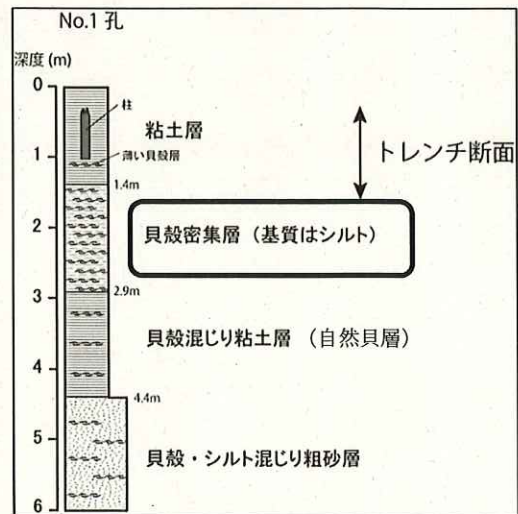 No.1 孔
深度 (m)
0
柱
粘土層
トレンチ断面
1
薄い貝殻層
1.4m
2
貝殻密集層（基質はシルト）
3
2.9m
貝殻混じり粘土層 （自然貝層）
4
4.4m
5
貝殻・シルト混じり粗砂層
6